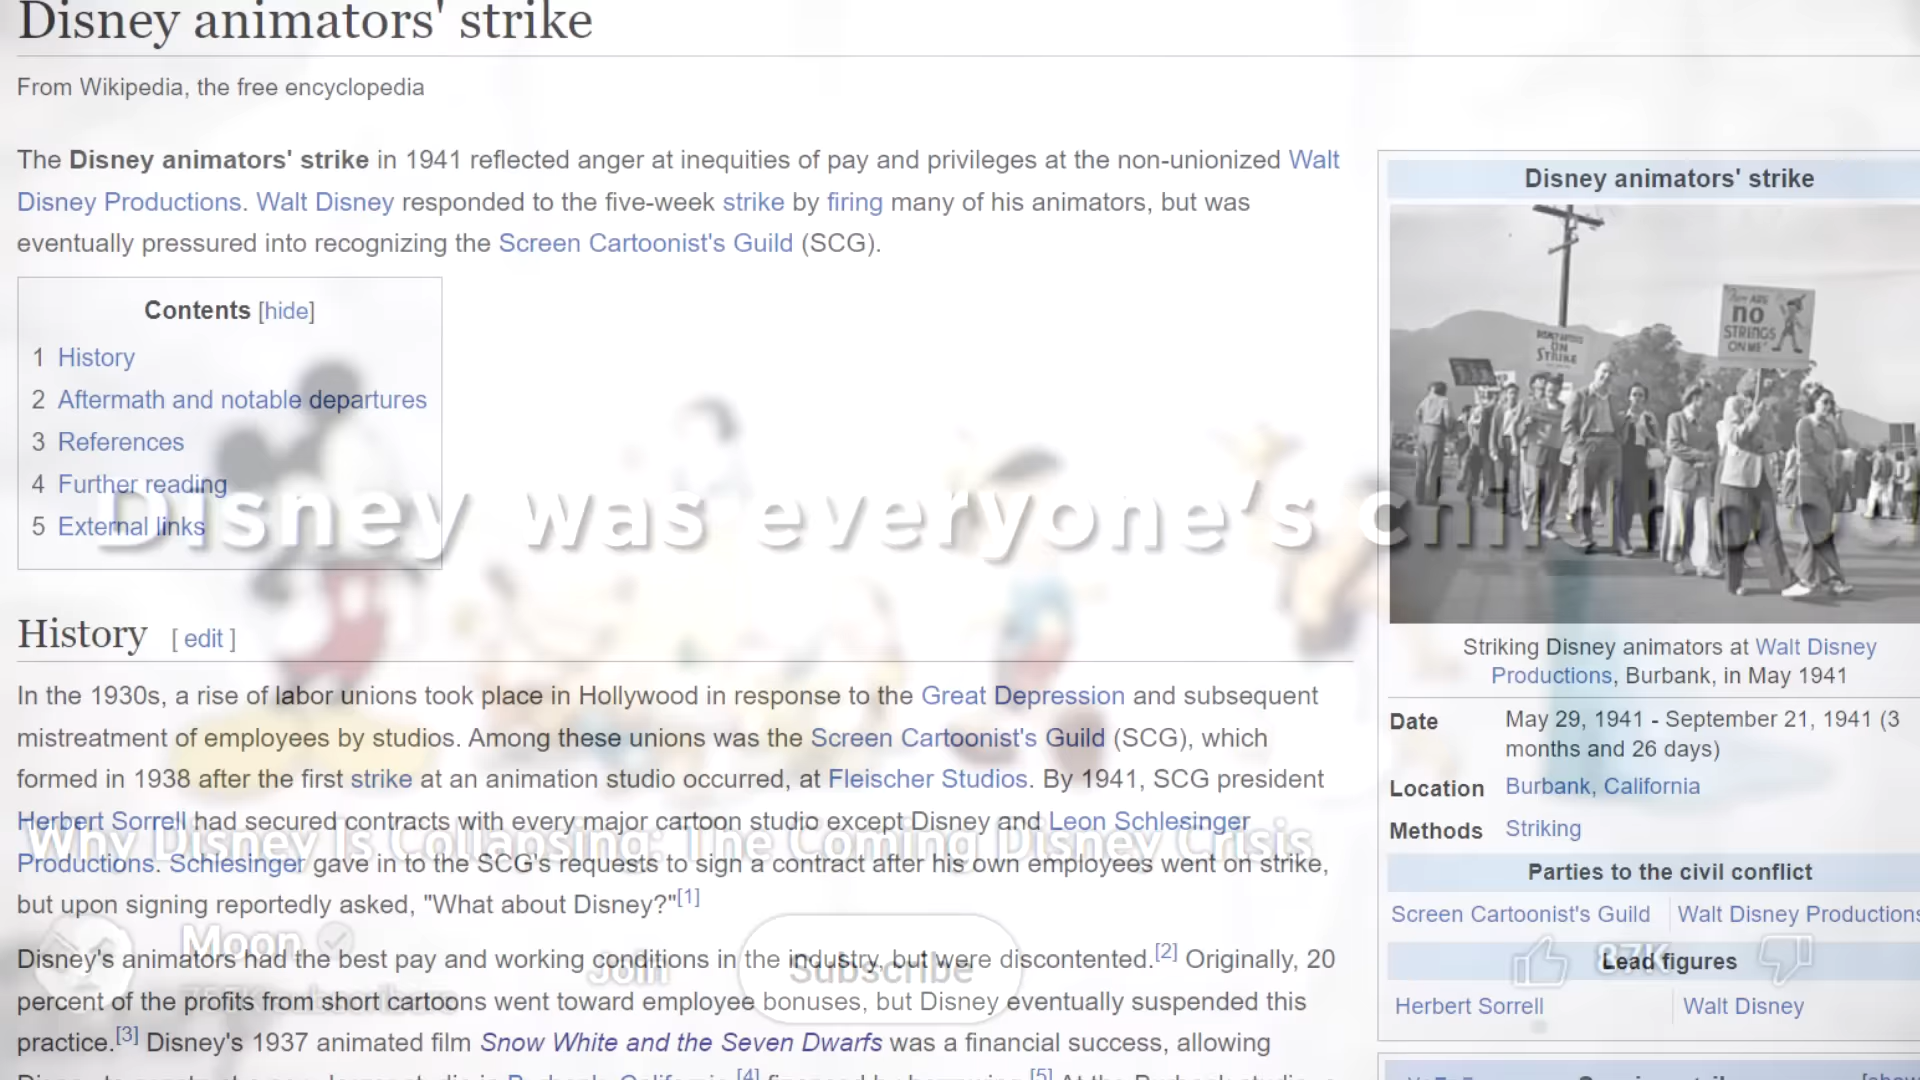 Disney animators' strike
From Wikipedia, the free encyclopedia
The Disney animators' strike in 1941 reflected anger at inequities of pay and privileges at the non-unionized Walt
Disney Productions. Walt Disney responded to the five-week strike by firing many of his animators, but was
eventually pressured into recognizing the Screen Cartoonist's Guild (SCG).
Contents [hide]
1 History
2 Aftermath and notable departures
3 References
4 Further reading
5 External links
Disney was everyone's childhood
History [ edit ]
In the 1930s, a rise of labor unions took place in Hollywood in response to the Great Depression and subsequent
mistreatment of employees by studios. Among these unions was the Screen Cartoonist's Guild (SCG), which
formed in 1938 after the first strike at an animation studio occurred, at Fleischer Studios. By 1941, SCG president
Herbert Sorrell had secured contracts with every major cartoon studio except Disney and Leon Schlesinger
Productions. Schlesinger gave in to the SCG's requests to sign a contract after his own employees went on strike,
but upon signing reportedly asked, "What about Disney?"[1]
Why Disney Is Collapsing: The Coming Disney Crisis
Moon
Join
Subscribe
87K
Disney's animators had the best pay and working conditions in the industry, but were discontented.[2] Originally, 20
percent of the profits from short cartoons went toward employee bonuses, but Disney eventually suspended this
practice.[3] Disney's 1937 animated film Snow White and the Seven Dwarfs was a financial success, allowing
Disney animators' strike
DISNEY ARTISTS
ON
STRIKE
THERE ARE
NO
STRINGS
ON ME
Striking Disney animators at Walt Disney
Productions, Burbank, in May 1941
Date May 29, 1941 - September 21, 1941 (3
months and 26 days)
Location Burbank, California
Methods Striking
Parties to the civil conflict
Screen Cartoonist's Guild Walt Disney Productions
Lead figures
Herbert Sorrell Walt Disney